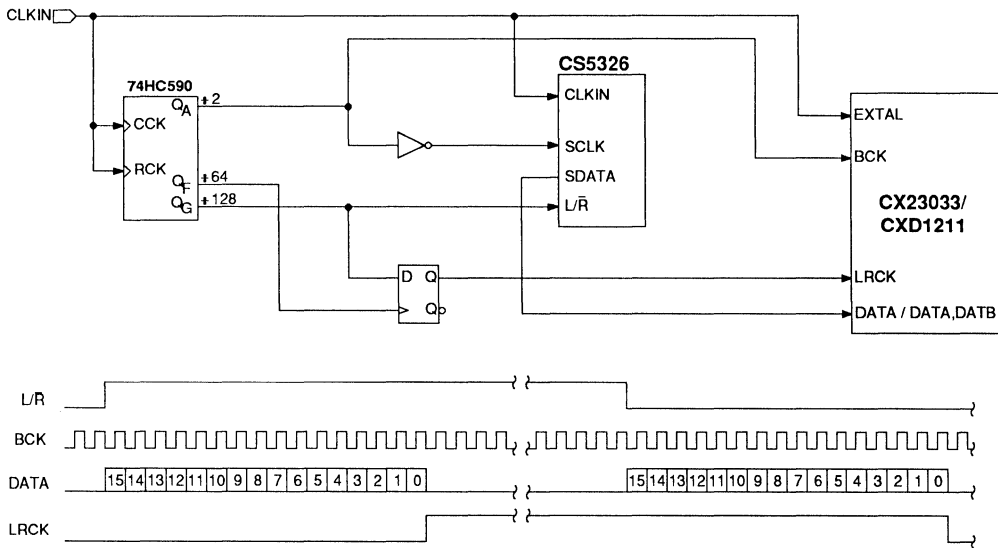 CLKIN
74HC590
QA ÷2
CCK
RCK
QF ÷64
QG ÷128
CS5326
CLKIN
SCLK
SDATA
L/R̅
D Q
Q
EXTAL
BCK
CX23033/
CXD1211
LRCK
DATA / DATA,DATB
L/R̅
BCK
DATA 15 14 13 12 11 10 9 8 7 6 5 4 3 2 1 0 15 14 13 12 11 10 9 8 7 6 5 4 3 2 1 0
LRCK